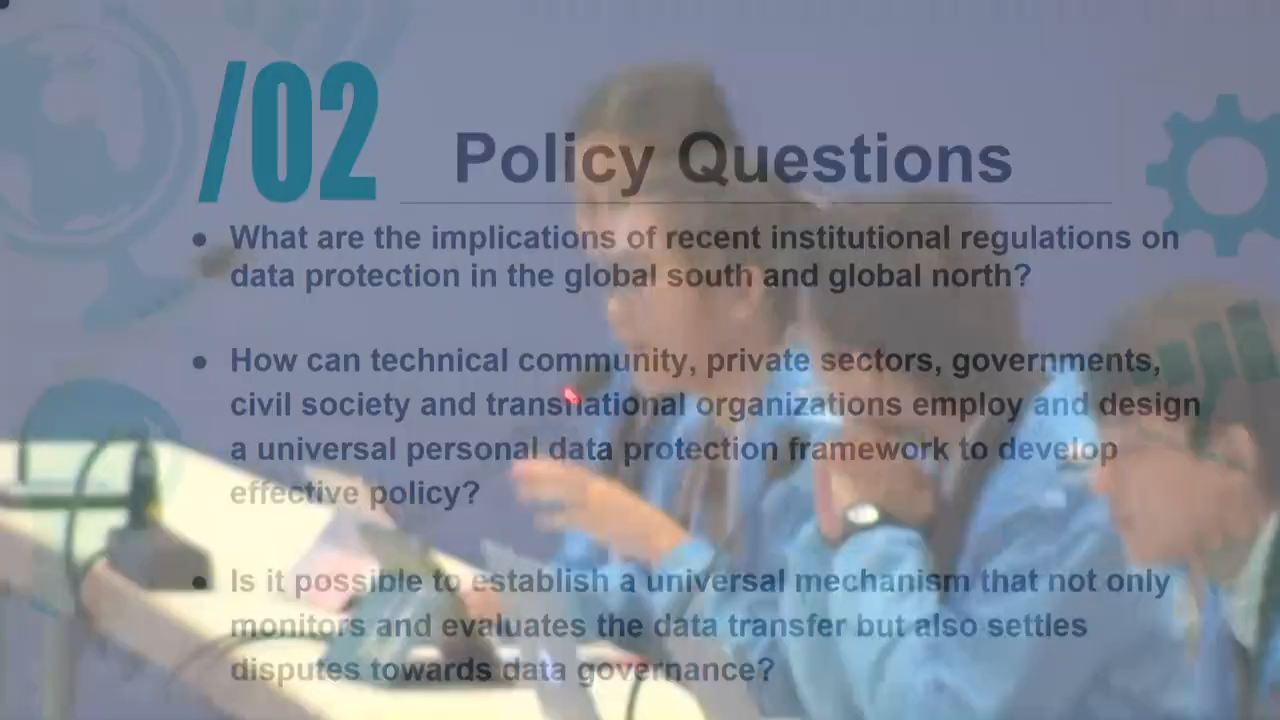 /02
Policy Questions
● What are the implications of recent institutional regulations on
data protection in the global south and global north?
● How can technical community, private sectors, governments,
civil society and transnational organizations employ and design
a universal personal data protection framework to develop
effective policy?
● Is it possible to establish a universal mechanism that not only
monitors and evaluates the data transfer but also settles
disputes towards data governance?